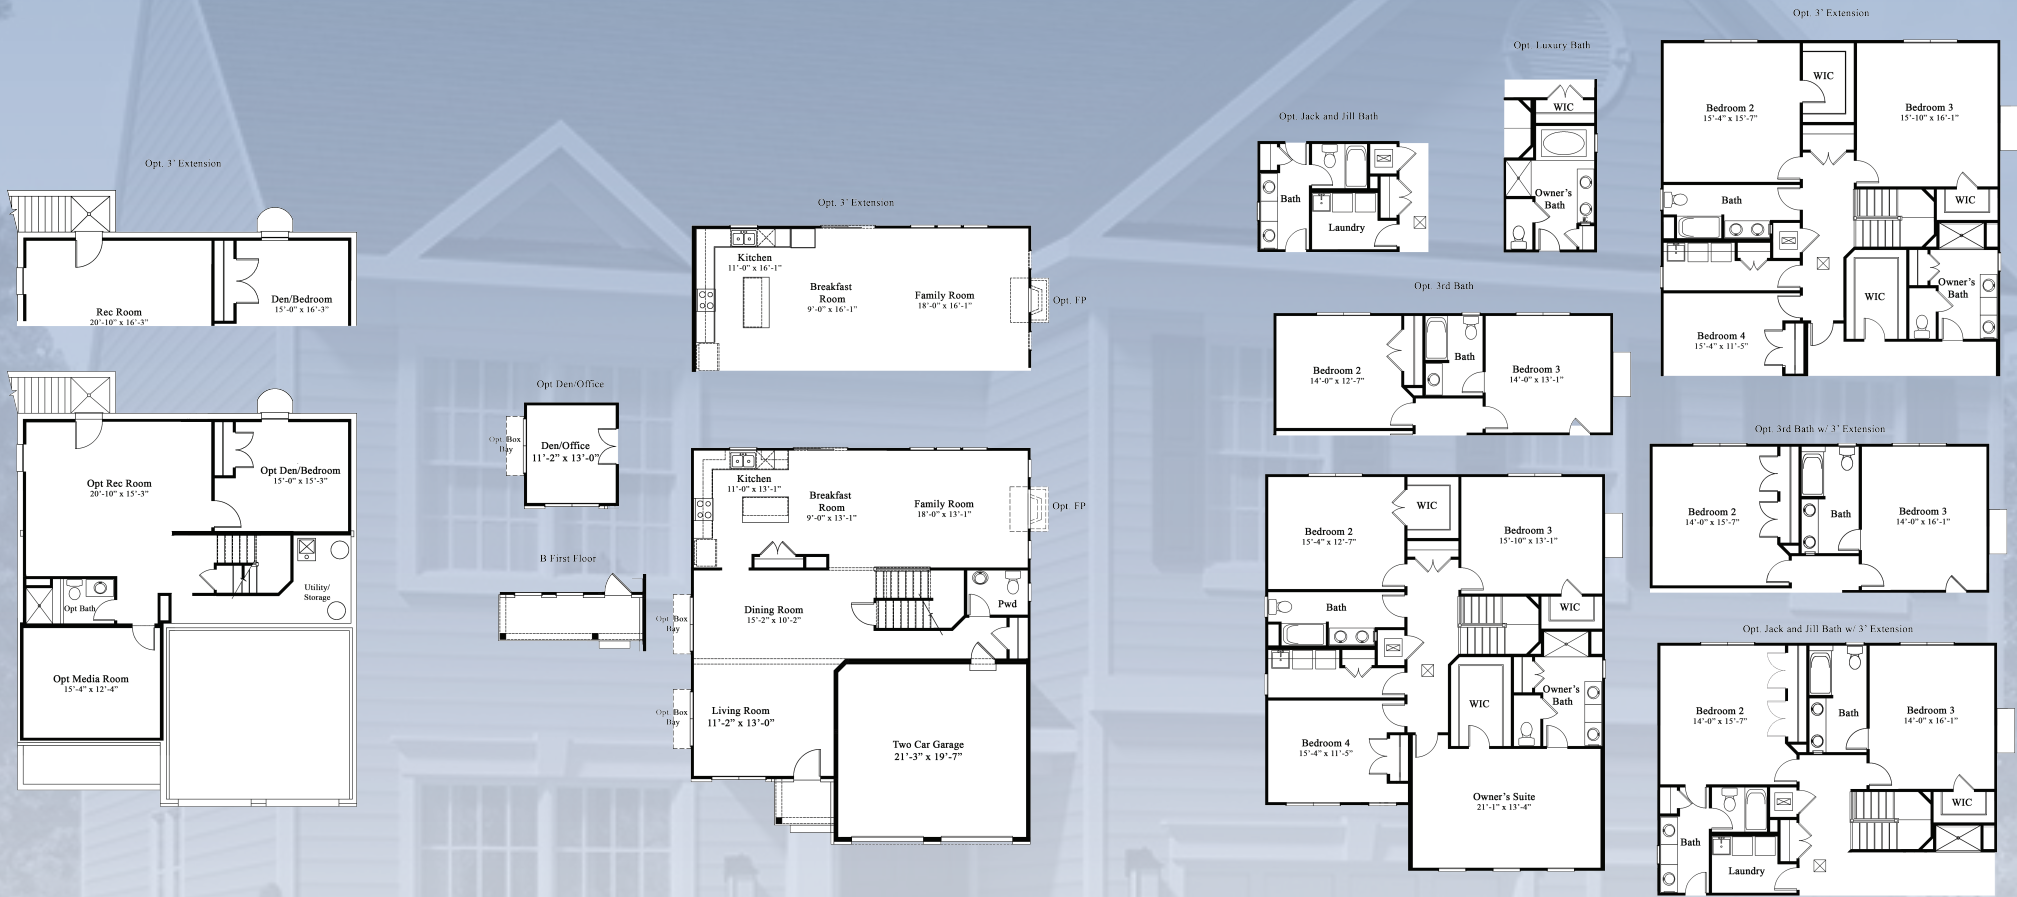 Opt. 3' Extension
Rec Room
20'-10" x 16'-3"
Den/Bedroom
15'-0" x 16'-3"
Opt Rec Room
20'-10" x 15'-3"
Opt Den/Bedroom
15'-0" x 15'-3"
Utility/
Storage
Opt Bath
Opt Media Room
15'-4" x 12'-4"
Opt Den/Office
Opt. Box
Bay
Den/Office
11'-2" x 13'-0"
B First Floor
Opt. 3' Extension
Kitchen
11'-0" x 16'-1"
Breakfast
Room
9'-0" x 16'-1"
Family Room
18'-0" x 16'-1"
Opt. FP
Kitchen
11'-0" x 13'-1"
Breakfast
Room
9'-0" x 13'-1"
Family Room
18'-0" x 13'-1"
Opt FP
Dining Room
15'-2" x 10'-2"
Pwd
Opt. Box
Bay
Living Room
11'-2" x 13'-0"
Opt. Box
Bay
Two Car Garage
21'-3" x 19'-7"
Opt. Jack and Jill Bath
Bath
Laundry
Opt. Luxury Bath
WIC
Owner's
Bath
Opt. 3rd Bath
Bedroom 2
14'-0" x 12'-7"
Bath
Bedroom 3
14'-0" x 13'-1"
Bedroom 2
15'-4" x 12'-7"
WIC
Bedroom 3
15'-10" x 13'-1"
Bath
WIC
WIC
Owner's
Bath
Bedroom 4
15'-4" x 11'-5"
Owner's Suite
21'-1" x 13'-4"
Opt. 3' Extension
Bedroom 2
15'-4" x 15'-7"
WIC
Bedroom 3
15'-10" x 16'-1"
Bath
WIC
WIC
Owner's
Bath
Bedroom 4
15'-4" x 11'-5"
Opt. 3rd Bath w/ 3' Extension
Bedroom 2
14'-0" x 15'-7"
Bath
Bedroom 3
14'-0" x 16'-1"
Opt. Jack and Jill Bath w/ 3' Extension
Bedroom 2
14'-0" x 15'-7"
Bath
Bedroom 3
14'-0" x 16'-1"
WIC
Bath
Laundry